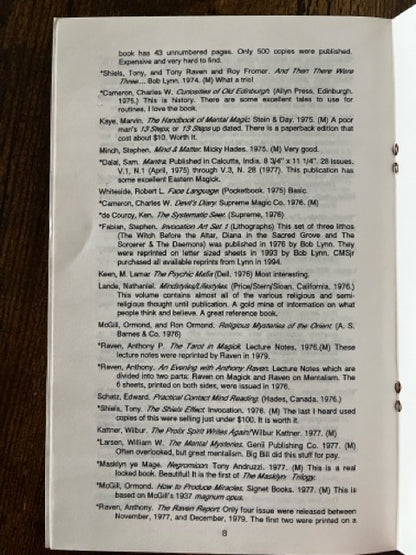 book has 43 unnumbered pages. Only 500 copies were published.
Expensive and very hard to find.
*Shiels, Tony, and Tony Raven and Roy Fromer. And Then There Were
Three.... Bob Lynn. 1974. (M) What a trio!
*Cameron, Charles W. Curiosities of Old Edinburgh. (Allyn Press, Edinburgh.
1975.) This is history. There are some excellent tales to use for
routines. I love the book.
Kaye, Marvin. The Handbook of Mental Magic. Stein & Day. 1975. (M) A poor
man's 13 Steps, or 13 Steps up dated. There is a paperback edition that
cost about $10. Worth it.
Minch, Stephen. Mind & Matter. Micky Hades. 1975. (M) Very good.
*Dalal, Sam. Mantra. Published in Calcutta, India. 8 3/4" x 11 1/4". 28 issues.
V.1, N.1 (April, 1975) through V.3, N. 28 (1977). This publication has
some excellent Eastern Magick.
Whiteside, Robert L. Face Language. (Pocketbook. 1975) Basic.
*Cameron, Charles W. Devil's Diary. Supreme Magic Co. 1976. (M)
*de Courcy, Ken. The Systematic Seer. (Supreme, 1976)
*Fabian, Stephen. Invocation Art Set 1 (Lithographs) This set of three lithos
(The Witch Before the Altar, Diana in the Sacred Grove and The
Sorcerer & The Daemons) was published in 1976 by Bob Lynn. They
were reprinted on letter sized sheets in 1993 by Bob Lynn. CMSjr
purchased all available reprints from Lynn in 1994.
Keen, M. Lamar The Psychic Mafia (Dell. 1976) Most interesting.
Lande, Nathaniel. Mindstyles/Lifestyles. (Price/Stern/Sloan, California. 1976.)
This volume contains almost all of the various religious and semi-
religious thought until publication. A gold mine of information on what
people think and believe. A great reference book.
McGill, Ormond, and Ron Ormond. Religious Mysteries of the Orient. (A. S.
Barnes & Co. 1976)
*Raven, Anthony P. The Tarot in Magick. Lecture Notes, 1976.(M) These
lecture notes were reprinted by Raven in 1979.
*Raven, Anthony. An Evening with Anthony Raven. Lecture Notes which are
divided into two parts: Raven on Magick and Raven on Mentalism. The
6 sheets, printed on both sides, were issued in 1976.
Schatz, Edward. Practical Contact Mind Reading. (Hades, Canada. 1976.)
*Shiels, Tony. The Shiels Effect. Invocation. 1976. (M) The last I heard used
copies of this were selling just under $100. It is worth it.
Kattner, Wilbur. The Profit Spirit Writes Again! Wilbur Kattner. 1977. (M)
*Larsen, William W. The Mental Mysteries. Genii Publishing Co. 1977. (M)
Often overlooked, but great mentalism. Big Bill did this stuff for pay.
*Masklyn ye Mage. Negromicon. Tony Andruzzi. 1977. (M) This is a real
locked book. Beautiful! It is the first of The Masklyn Trilogy.
*McGill, Ormond. How to Produce Miracles. Signet Books. 1977. (M) This is
based on McGill's 1937 magnum opus.
*Raven, Anthony. The Raven Report. Only four issue were released between
November, 1977, and December, 1979. The first two were printed on a
8